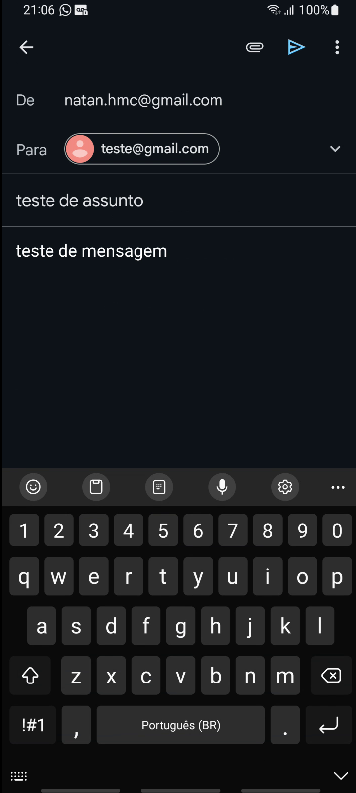 21:06 100%
De natan.hmc@gmail.com
Para teste@gmail.com
teste de assunto
teste de mensagem
1 2 3 4 5 6 7 8 9 0
q w e r t y u i o p
a s d f g h j k l
z x c v b n m
!#1 , Português (BR) .